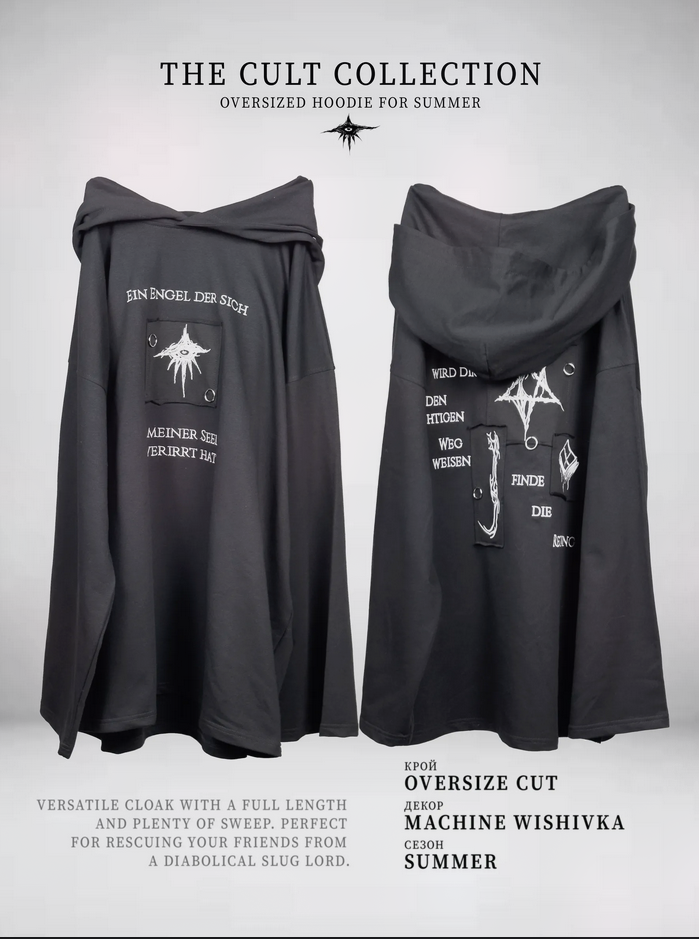 THE CULT COLLECTION
OVERSIZED HOODIE FOR SUMMER
EIN ENGEL DER SICH
MEINER SEEL
VERIRRT HAT
WIRD DIR
DEN
HTIGEN
WEG
WEISEN
FINDE
DIE
VERSATILE CLOAK WITH A FULL LENGTH
AND PLENTY OF SWEEP. PERFECT
FOR RESCUING YOUR FRIENDS FROM
A DIABOLICAL SLUG LORD.
КРОЙ
OVERSIZE CUT
ДЕКОР
MACHINE WISHIVKA
СЕЗОН
SUMMER